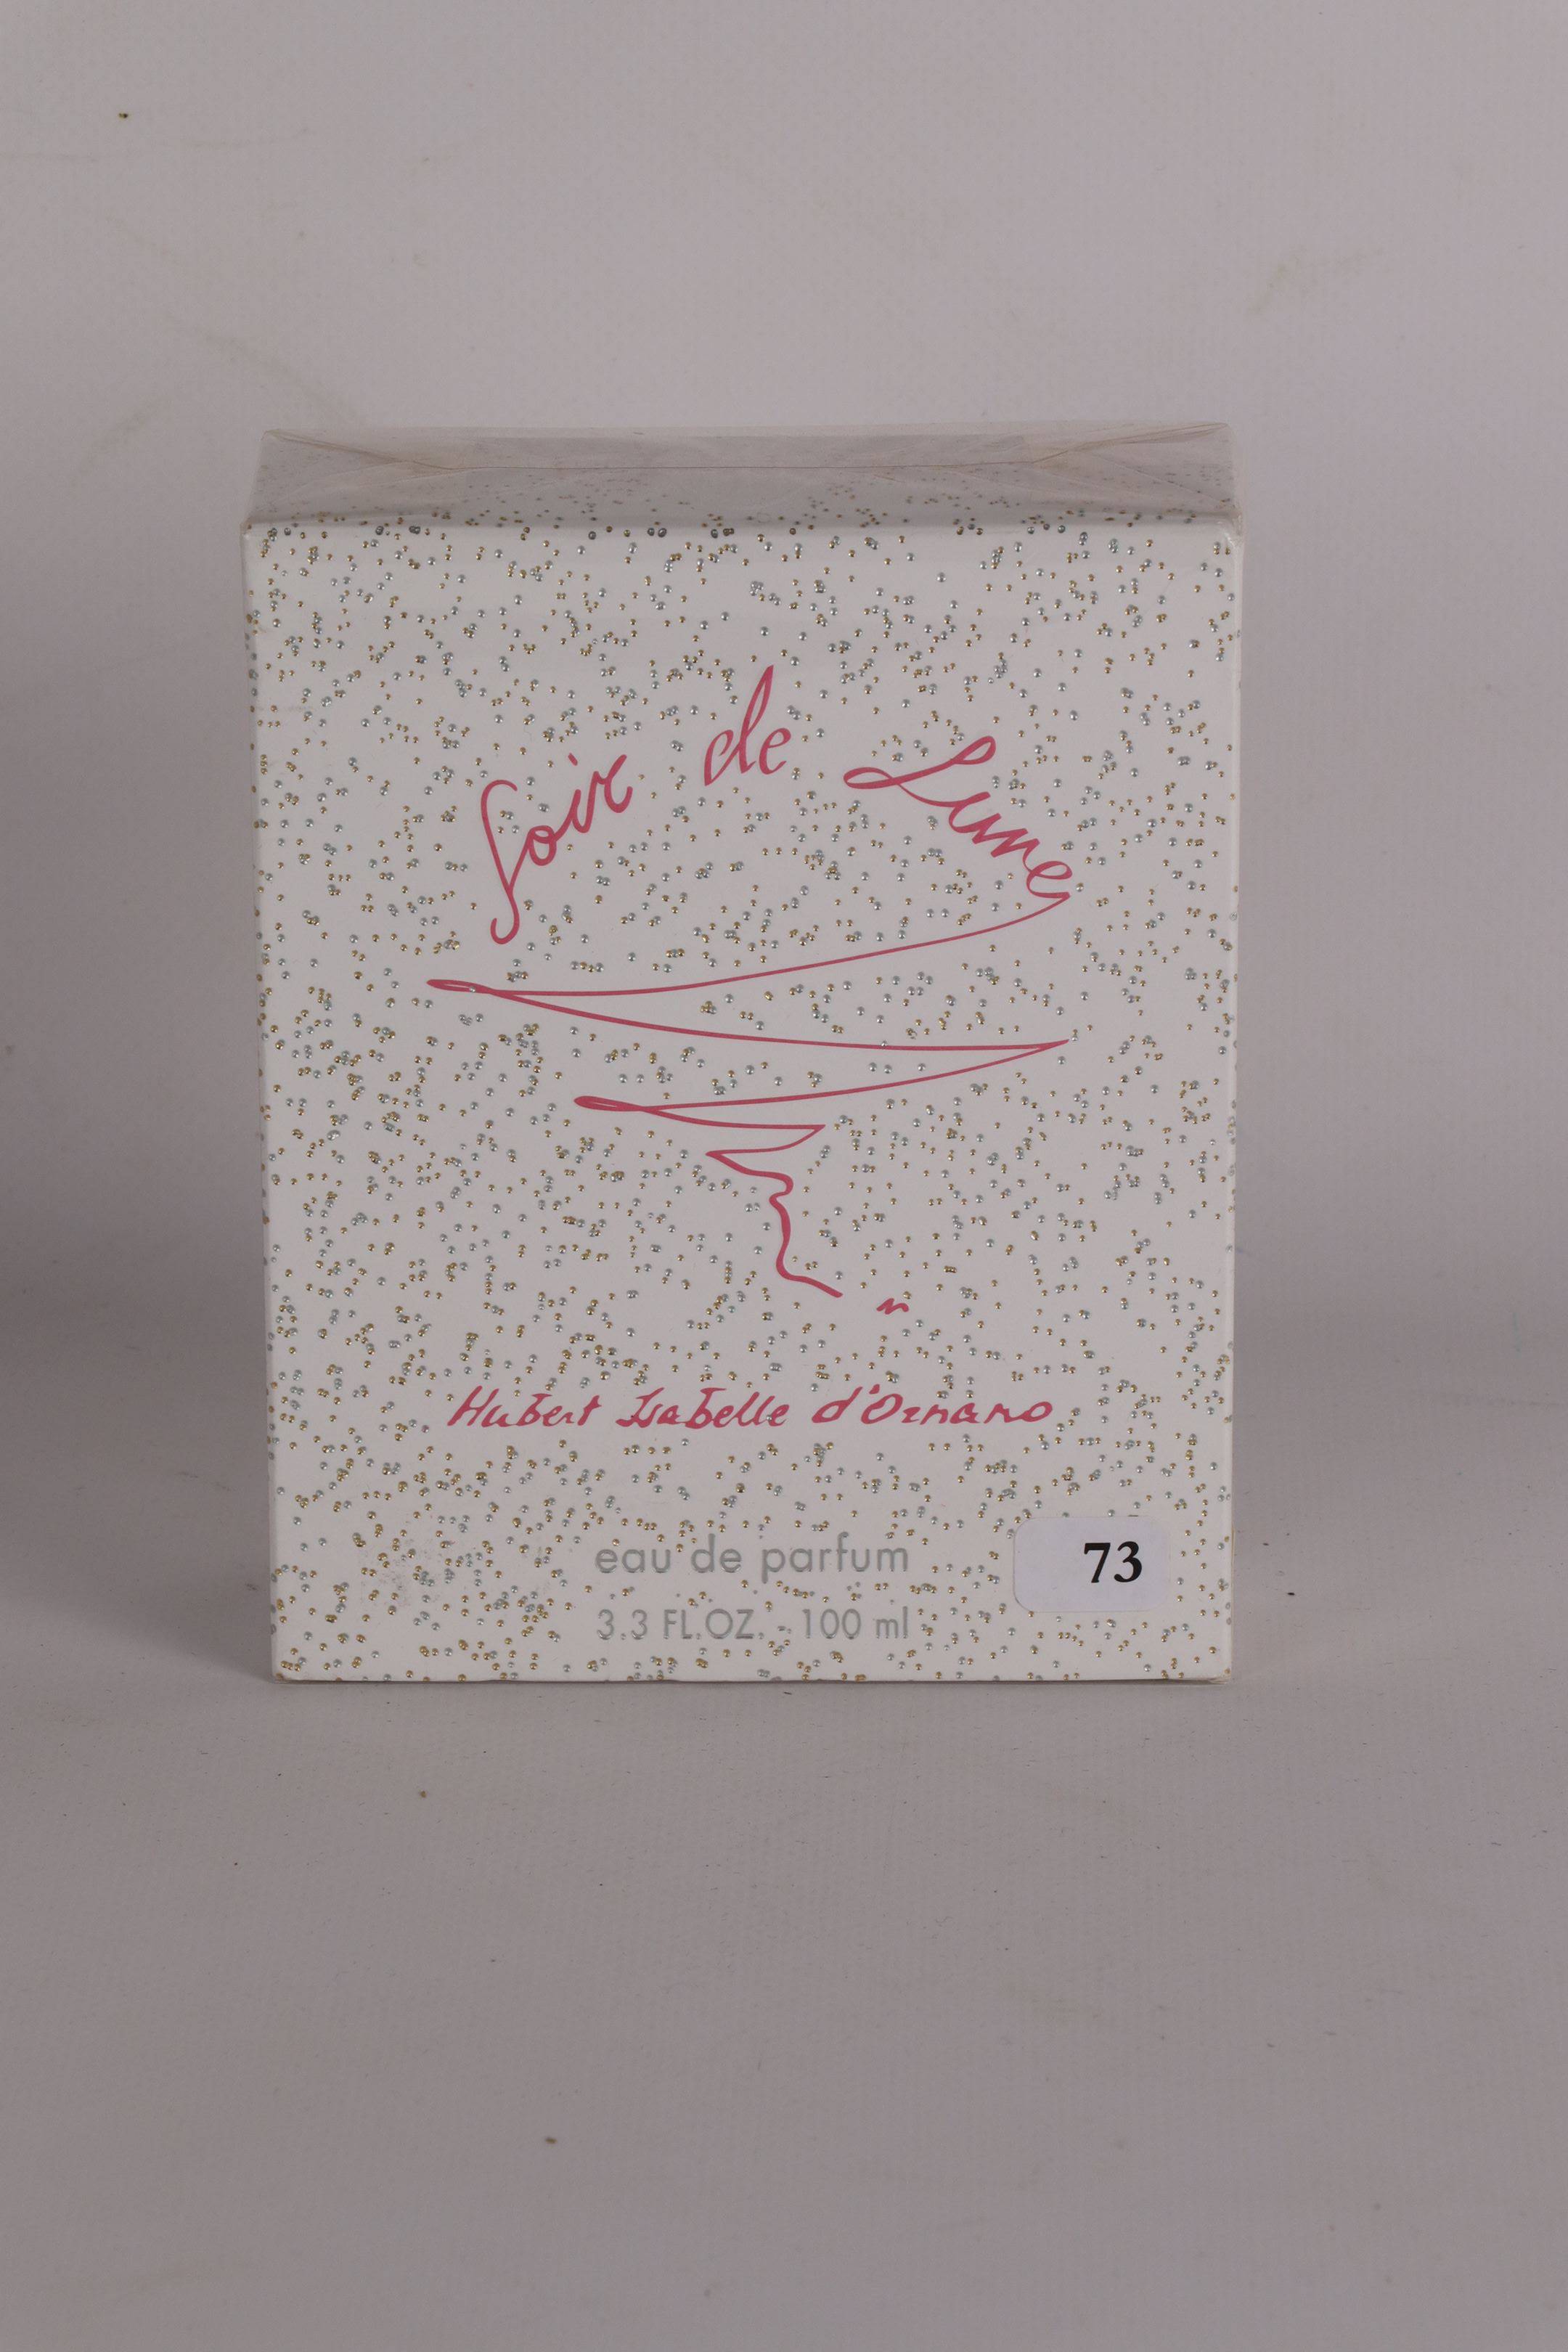 Soir de Lune
Hubert Isabelle d'Ornano
eau de parfum
73
3.3 FL.OZ. - 100 ml